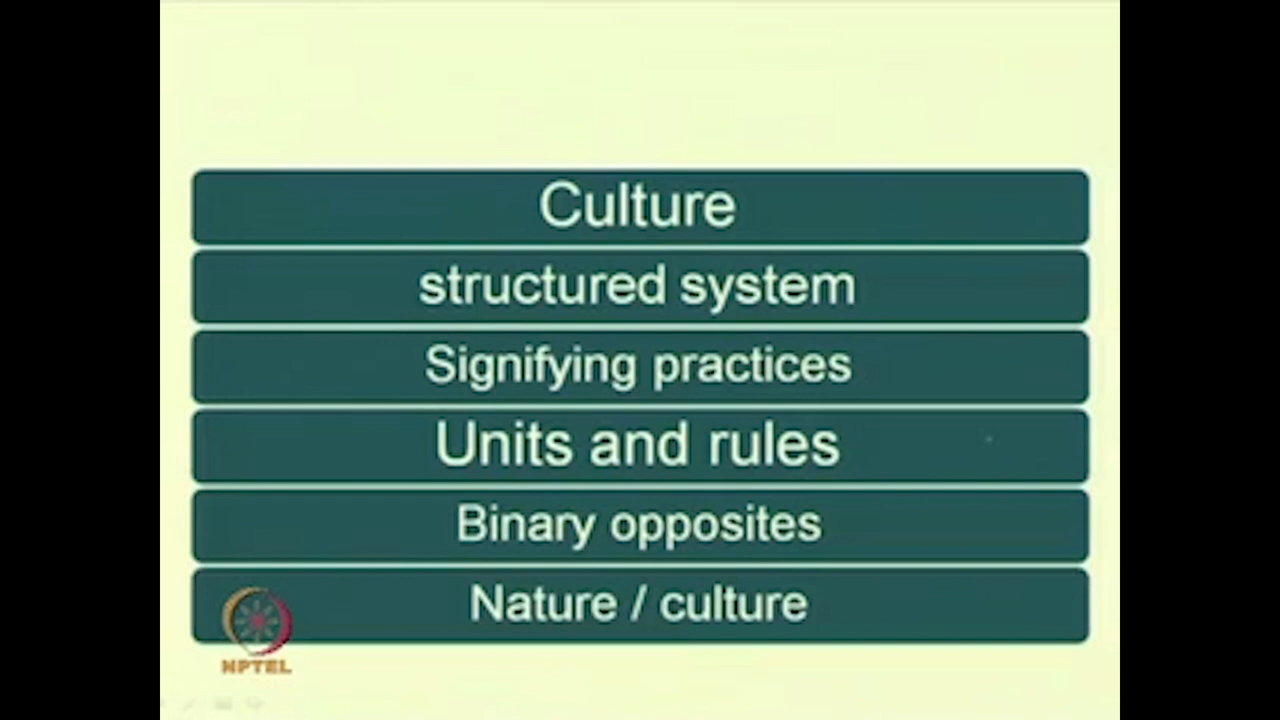 Culture
structured system
Signifying practices
Units and rules
Binary opposites
Nature / culture
NPTEL